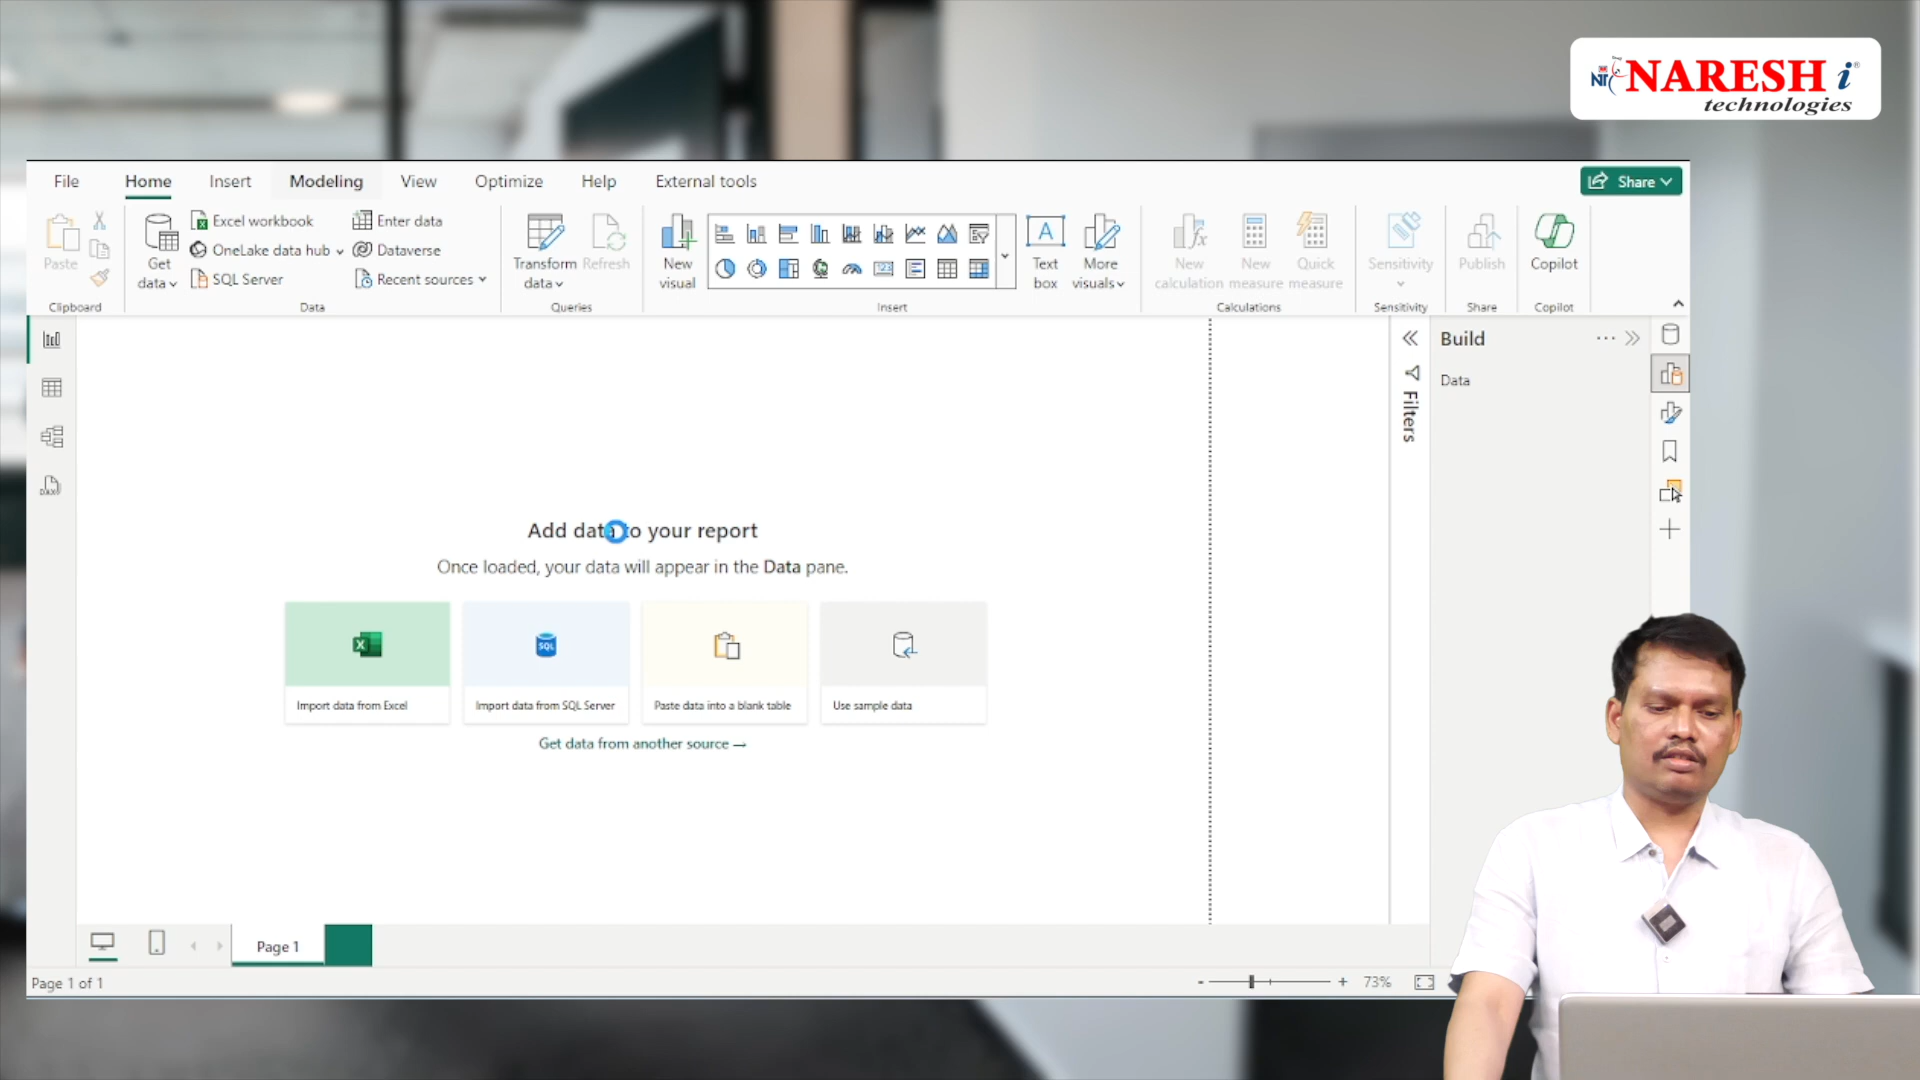 NARESH i
technologies
File Home Insert Modeling View Optimize Help External tools Share
Paste
Clipboard
Get data
Excel workbook
OneLake data hub
SQL Server
Enter data
Dataverse
Recent sources
Data
Transform data
Refresh
Queries
New visual
123
A
Text box
More visuals
Insert
New calculation
New measure
Quick measure
Calculations
Sensitivity
Sensitivity
Publish
Share
Copilot
Copilot
DAX
Filters
Build
Data
Add data to your report
Once loaded, your data will appear in the Data pane.
SQL
Import data from Excel
Import data from SQL Server
Paste data into a blank table
Use sample data
Get data from another source →
Page 1
Page 1 of 1
- + 73%